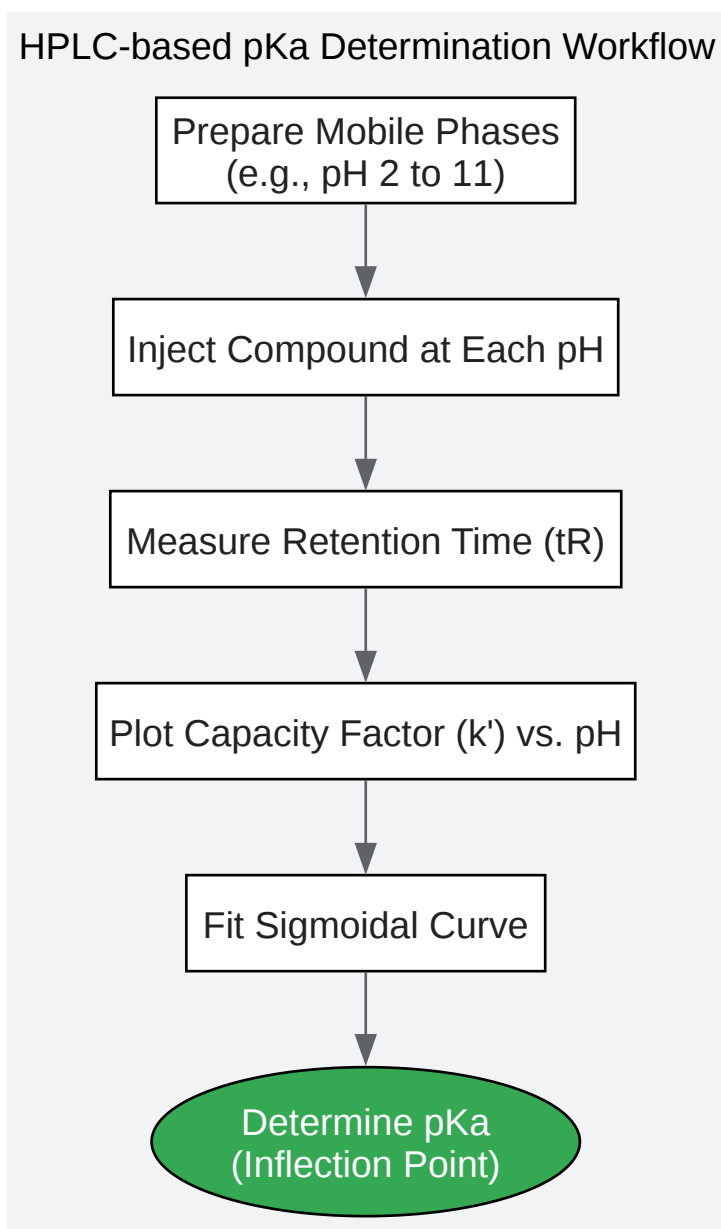 HPLC-based pKa Determination Workflow
Prepare Mobile Phases
(e.g., pH 2 to 11)
Inject Compound at Each pH
Measure Retention Time (tR)
Plot Capacity Factor (k') vs. pH
Fit Sigmoidal Curve
Determine pKa
(Inflection Point)